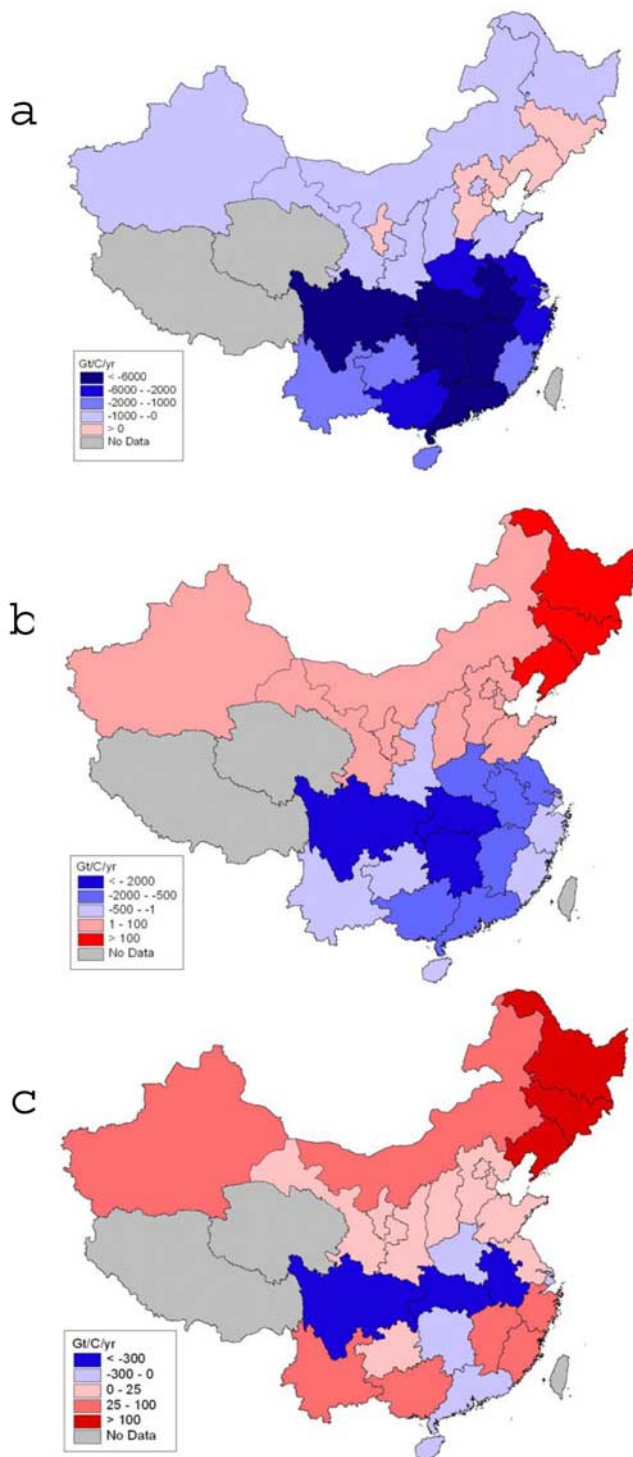 a
Gt/C/yr
< -6000
-6000 - -2000
-2000 - -1000
-1000 - -0
> 0
No Data
b
Gt/C/yr
< - 2000
-2000 - -500
-500 - -1
1 - 100
> 100
No Data
c
Gt/C/yr
< -300
-300 - 0
0 - 25
25 - 100
> 100
No Data